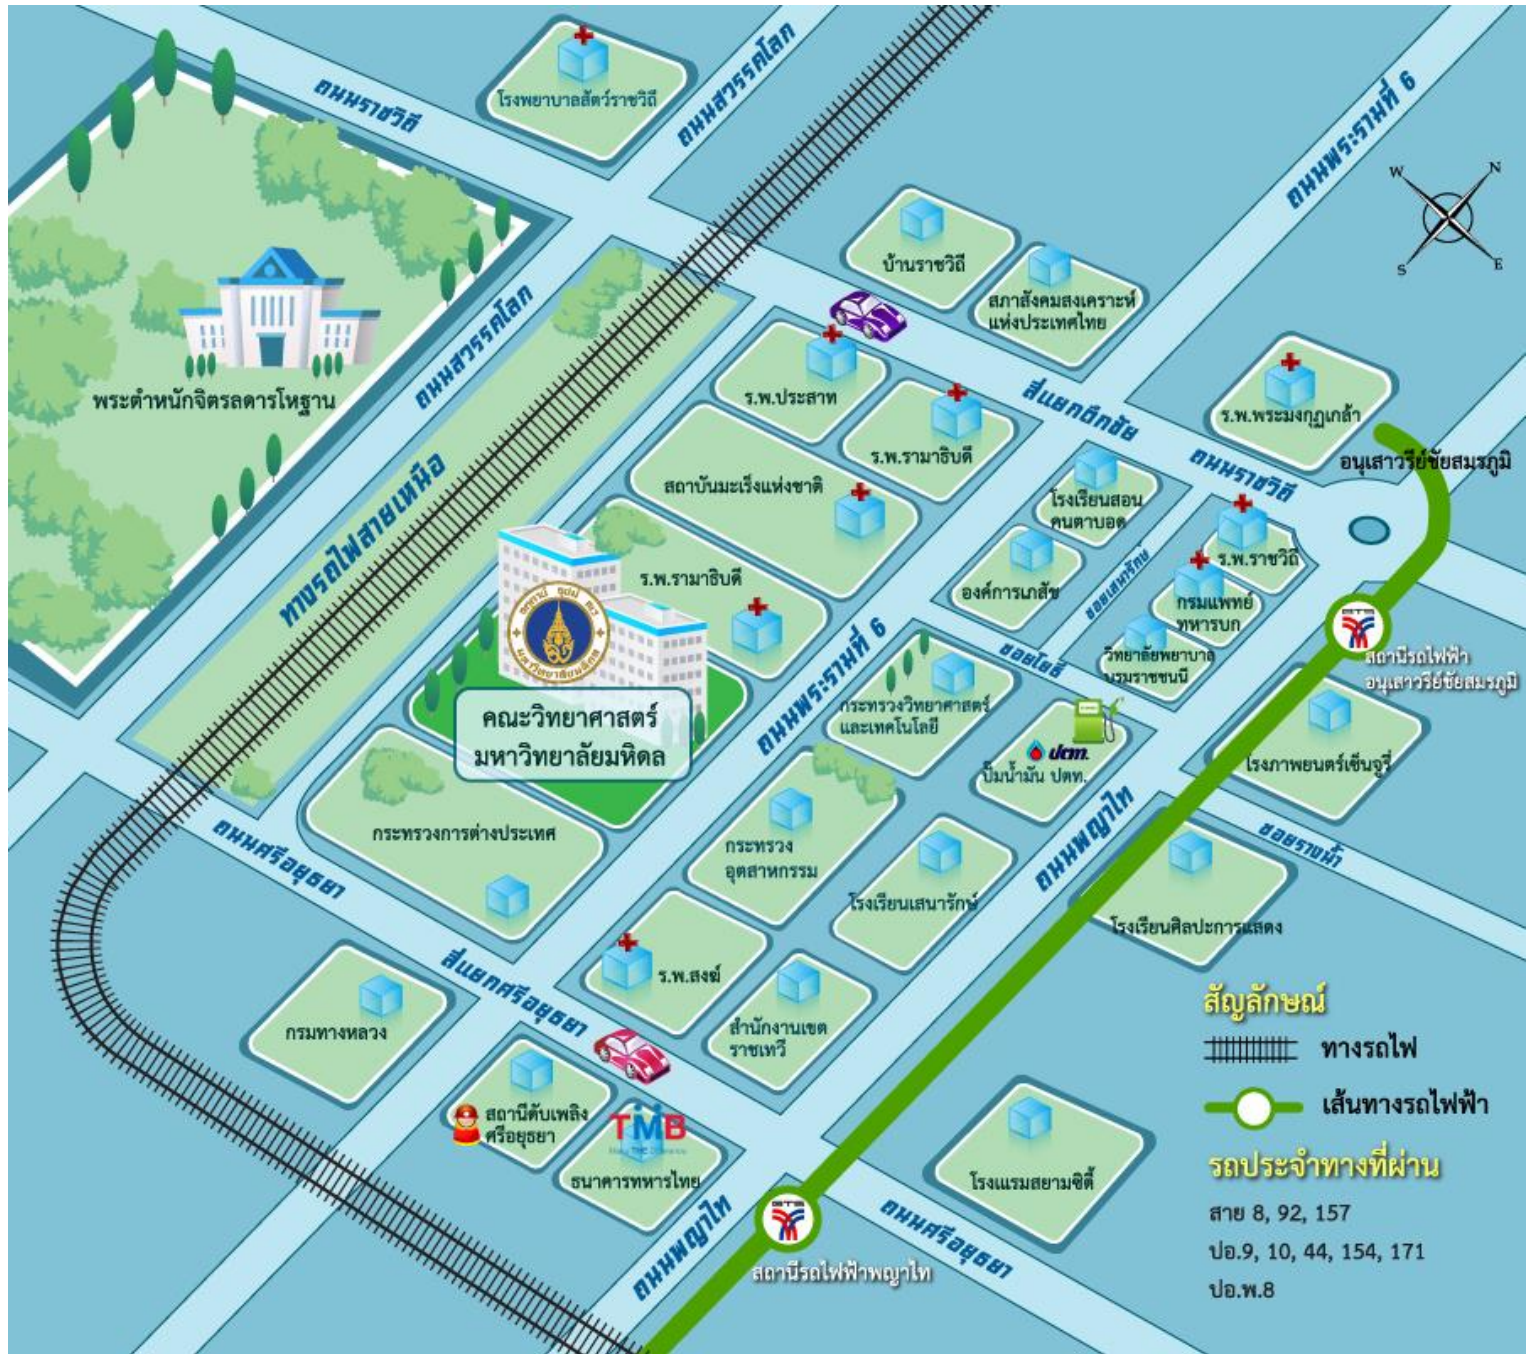 ถนนราชวิถี
โรงพยาบาลสัตว์ราชวิถี
ถนนสวรรคโลก
ถนนพระรามที่ 6
W
N
S
E
บ้านราชวิถี
สภาสังคมสงเคราะห์
แห่งประเทศไทย
พระตำหนักจิตรลดารโหฐาน
ถนนสวรรคโลก
ทางรถไฟสายเหนือ
ร.พ.ประสาท
ร.พ.รามาธิบดี
สี่แยกตึกชัย
ร.พ.พระมงกุฎเกล้า
ถนนราชวิถี
อนุเสาวรีย์ชัยสมรภูมิ
สถาบันมะเร็งแห่งชาติ
โรงเรียนสอน
คนตาบอด
ร.พ.ราชวิถี
ร.พ.รามาธิบดี
องค์การเภสัช
ซอยเสนารักษ์
กรมแพทย์
ทหารบก
วิทยาลัยพยาบาล
บรมราชชนนี
BTS
สถานีรถไฟฟ้า
อนุเสาวรีย์ชัยสมรภูมิ
คณะวิทยาศาสตร์
มหาวิทยาลัยมหิดล
ถนนพระรามที่ 6
ซอยโยธี
กระทรวงวิทยาศาสตร์
และเทคโนโลยี
ปตท.
ปั๊มน้ำมัน ปตท.
โรงภาพยนตร์เซ็นจูรี่
ถนนศรีอยุธยา
กระทรวงการต่างประเทศ
กระทรวง
อุตสาหกรรม
โรงเรียนเสนารักษ์
ถนนพญาไท
ซอยรางน้ำ
โรงเรียนศิลปะการแสดง
สี่แยกศรีอยุธยา
ร.พ.สงฆ์
กรมทางหลวง
สำนักงานเขต
ราชเทวี
สถานีดับเพลิง
ศรีอยุธยา
TMB
ธนาคารทหารไทย
โรงแรมสยามซิตี้
ถนนพญาไท
BTS
สถานีรถไฟฟ้าพญาไท
ถนนศรีอยุธยา
สัญลักษณ์
ทางรถไฟ
เส้นทางรถไฟฟ้า
รถประจำทางที่ผ่าน
สาย 8, 92, 157
ปอ.9, 10, 44, 154, 171
ปอ.พ.8